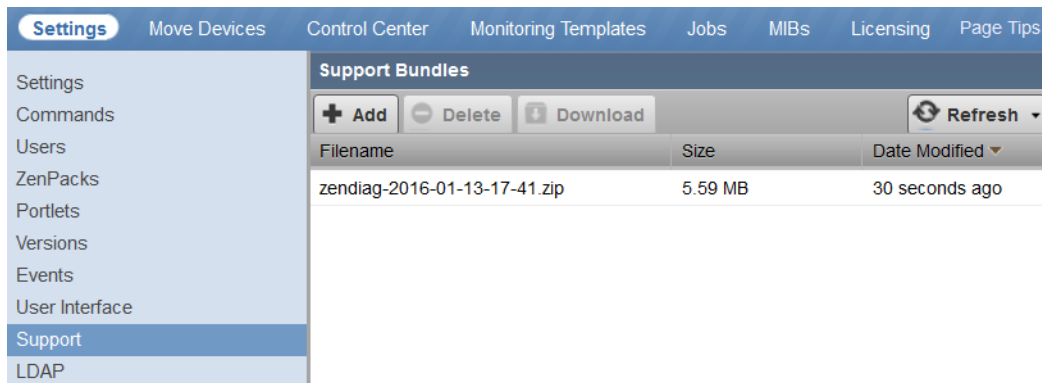 Settings Move Devices Control Center Monitoring Templates Jobs MIBs Licensing Page Tips
Settings
Commands
Users
ZenPacks
Portlets
Versions
Events
User Interface
Support
LDAP
Support Bundles
Add Delete Download Refresh
Filename Size Date Modified
zendiag-2016-01-13-17-41.zip 5.59 MB 30 seconds ago